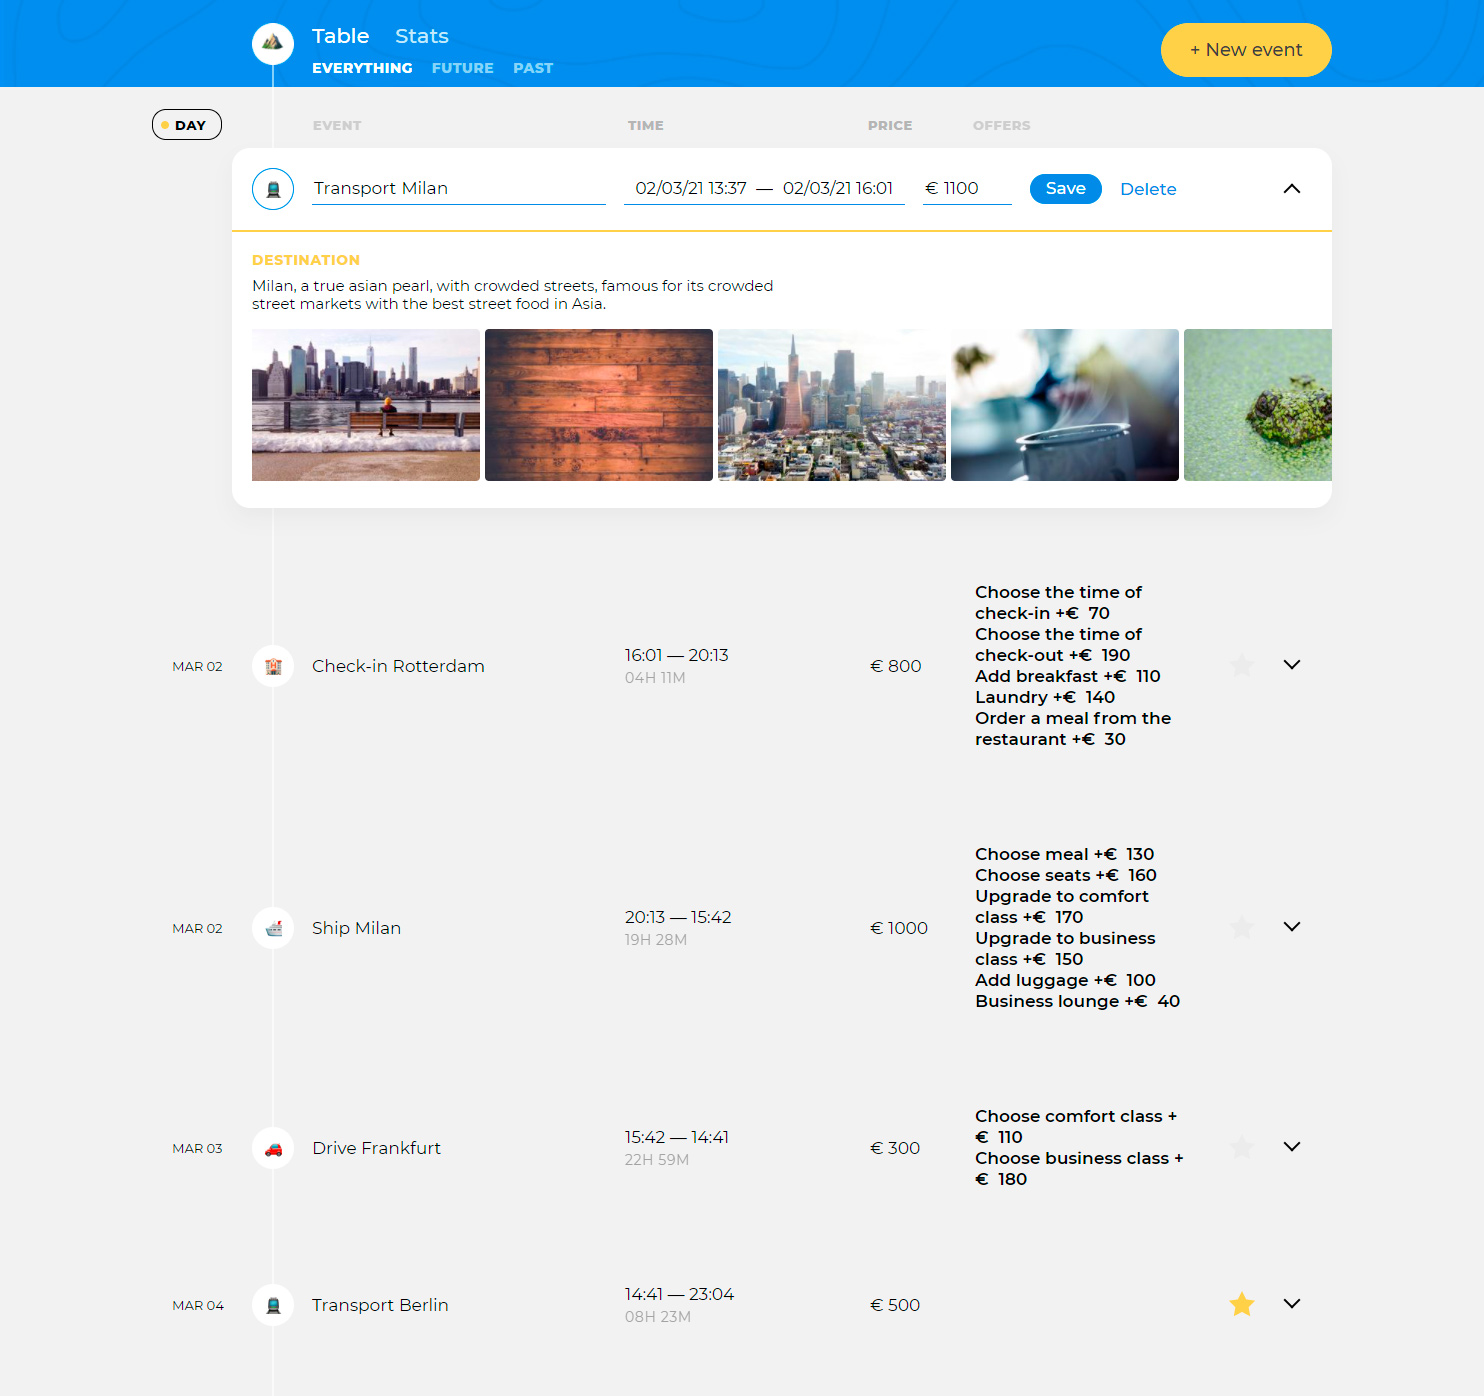 Table Stats
+ New event
EVERYTHING FUTURE PAST
DAY EVENT TIME PRICE OFFERS
Transport Milan 02/03/21 13:37 — 02/03/21 16:01 € 1100 Save Delete
DESTINATION
Milan, a true asian pearl, with crowded streets, famous for its crowded
street markets with the best street food in Asia.
MAR 02 Check-in Rotterdam
16:01 — 20:13
04H 11M
€ 800
Choose the time of
check-in +€ 70
Choose the time of
check-out +€ 190
Add breakfast +€ 110
Laundry +€ 140
Order a meal from the
restaurant +€ 30
MAR 02 Ship Milan
20:13 — 15:42
19H 28M
€ 1000
Choose meal +€ 130
Choose seats +€ 160
Upgrade to comfort
class +€ 170
Upgrade to business
class +€ 150
Add luggage +€ 100
Business lounge +€ 40
MAR 03 Drive Frankfurt
15:42 — 14:41
22H 59M
€ 300
Choose comfort class +
€ 110
Choose business class +
€ 180
MAR 04 Transport Berlin
14:41 — 23:04
08H 23M
€ 500